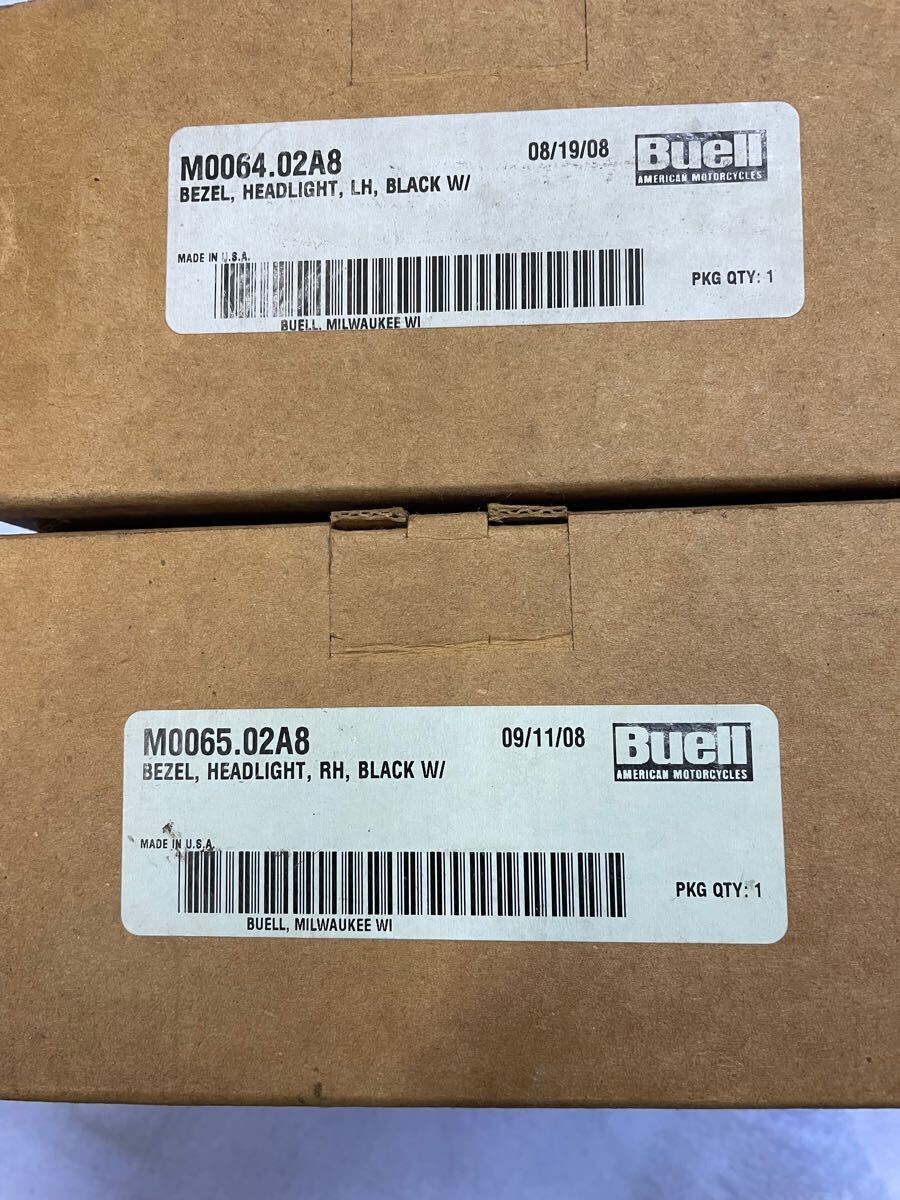 M0064.02A8 08/19/08 Buell
BEZEL, HEADLIGHT, LH, BLACK W/ AMERICAN MOTORCYCLES
MADE IN U.S.A.
PKG QTY: 1
BUELL, MILWAUKEE WI
M0065.02A8 09/11/08 Buell
BEZEL, HEADLIGHT, RH, BLACK W/ AMERICAN MOTORCYCLES
MADE IN U.S.A.
PKG QTY: 1
BUELL, MILWAUKEE WI